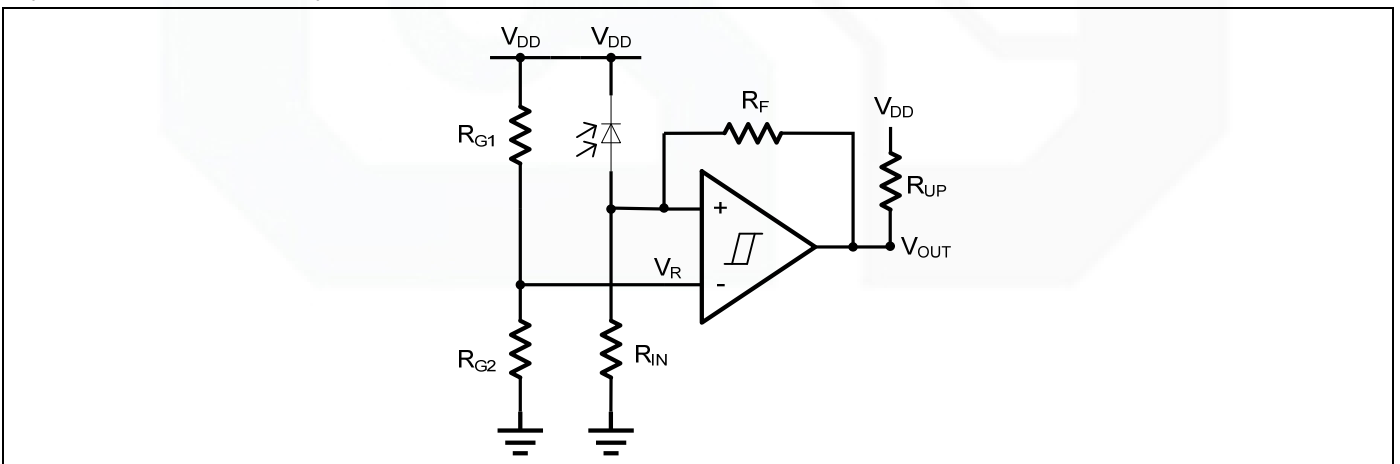 VDD VDD
RF
VDD
RG1
RUP
+
VOUT
VR
-
RG2
RIN